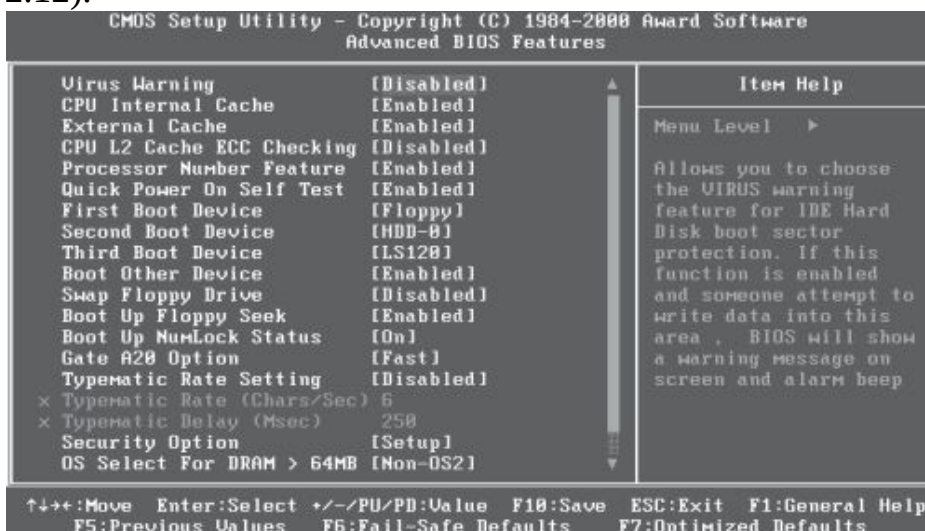 CMOS Setup Utility - Copyright (C) 1984-2000 Award Software
Advanced BIOS Features
Virus Warning [Disabled]
CPU Internal Cache [Enabled]
External Cache [Enabled]
CPU L2 Cache ECC Checking [Disabled]
Processor Number Feature [Enabled]
Quick Power On Self Test [Enabled]
First Boot Device [Floppy]
Second Boot Device [HDD-0]
Third Boot Device [LS120]
Boot Other Device [Enabled]
Swap Floppy Drive [Disabled]
Boot Up Floppy Seek [Enabled]
Boot Up NumLock Status [On]
Gate A20 Option [Fast]
Typematic Rate Setting [Disabled]
x Typematic Rate (Chars/Sec) 6
x Typematic Delay (Msec) 250
Security Option [Setup]
OS Select For DRAM > 64MB [Non-OS2]
Item Help
Menu Level ▶
Allows you to choose
the VIRUS warning
feature for IDE Hard
Disk boot sector
protection. If this
function is enabled
and someone attempt to
write data into this
area , BIOS will show
a warning message on
screen and alarm beep
↑↓→←:Move Enter:Select +/-/PU/PD:Value F10:Save ESC:Exit F1:General Help
F5:Previous Values F6:Fail-Safe Defaults F7:Optimized Defaults